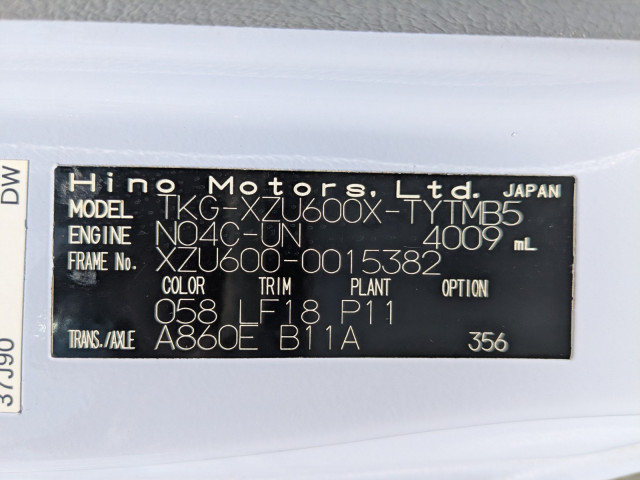 Hino Motors, Ltd. JAPAN
MODEL TKG-XZU600X-TYTMB5
ENGINE N04C-UN 4009 mL
FRAME No. XZU600-0015382
COLOR TRIM PLANT OPTION
058 LF18 P11
TRANS./AXLE A860E B11A 356
37J90 DW